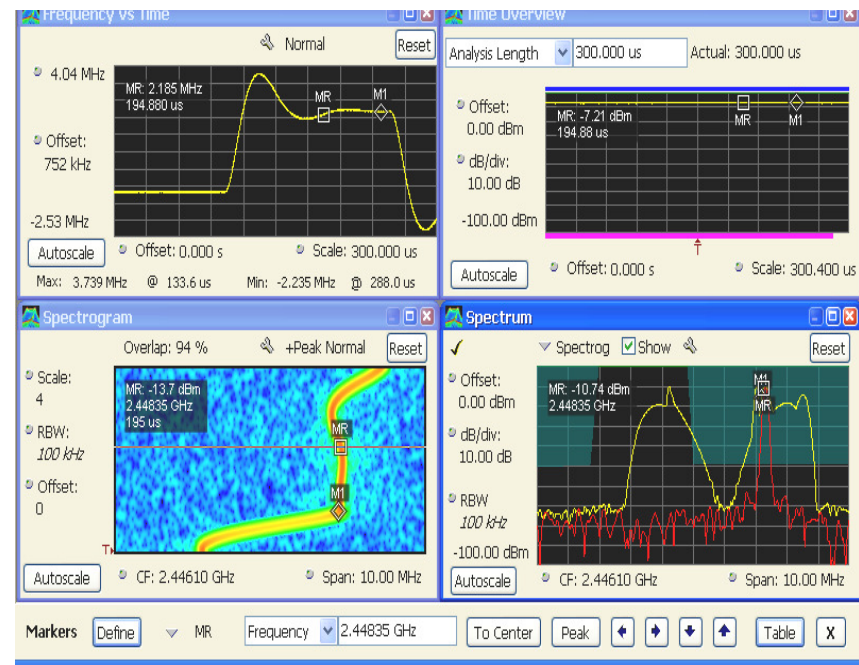 Frequency Vs Time
Normal
Reset
4.04 MHz
MR: 2.185 MHz
194.880 us
MR
M1
Offset:
752 kHz
-2.53 MHz
Autoscale
Offset: 0.000 s
Scale: 300.000 us
Max: 3.739 MHz @ 133.6 us Min: -2.235 MHz @ 288.0 us
Time Overview
Analysis Length
300.000 us
Actual: 300.000 us
Offset:
0.00 dBm
MR: -7.21 dBm
194.88 us
MR
M1
dB/div:
10.00 dB
-100.00 dBm
T
Autoscale
Offset: 0.000 s
Scale: 300.400 us
Spectrogram
Overlap: 94 %
+Peak Normal
Reset
Scale:
4
MR: -13.7 dBm
2.44835 GHz
195 us
MR
RBW:
100 kHz
Offset:
0
M1
T
Autoscale
CF: 2.44610 GHz
Span: 10.00 MHz
Spectrum
Spectrog
Show
Reset
Offset:
0.00 dBm
MR: -10.74 dBm
2.44835 GHz
M1
MR
dB/div:
10.00 dB
RBW
100 kHz
-100.00 dBm
Autoscale
CF: 2.44610 GHz
Span: 10.00 MHz
Markers
Define
MR
Frequency
2.44835 GHz
To Center
Peak
Table
X